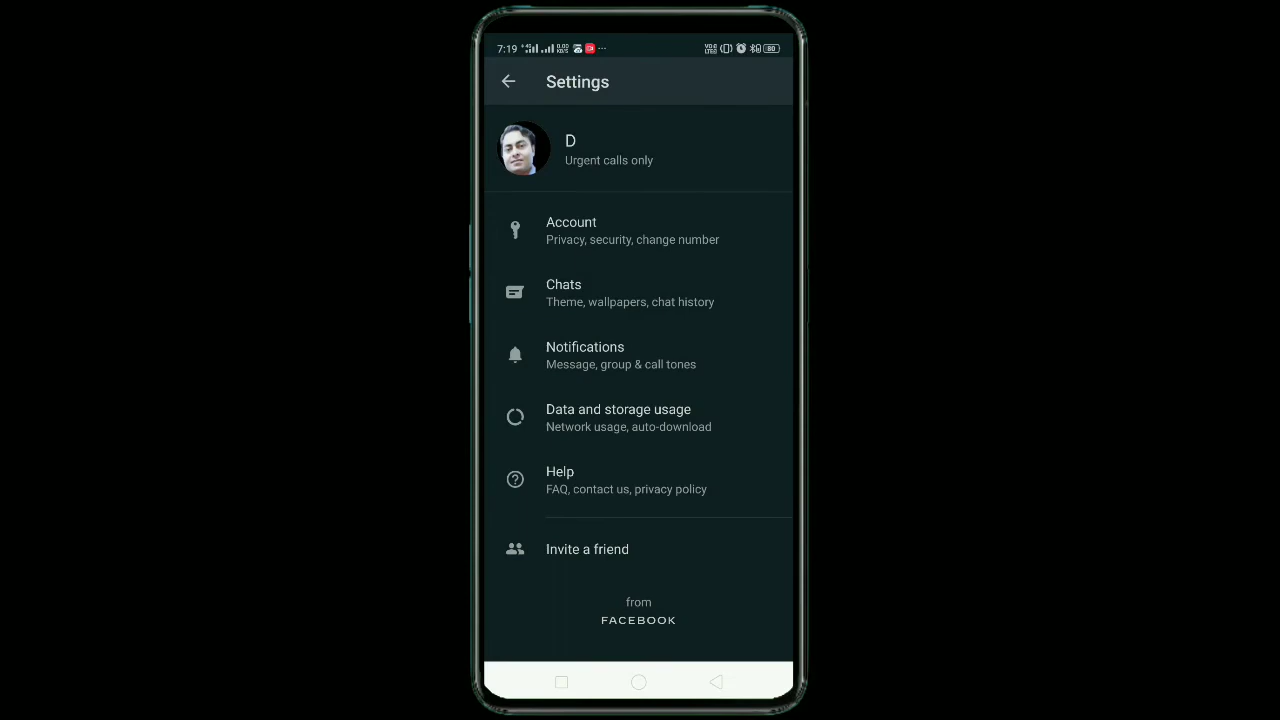 7:19 80
Settings
D
Urgent calls only
Account
Privacy, security, change number
Chats
Theme, wallpapers, chat history
Notifications
Message, group & call tones
Data and storage usage
Network usage, auto-download
Help
FAQ, contact us, privacy policy
Invite a friend
from
FACEBOOK